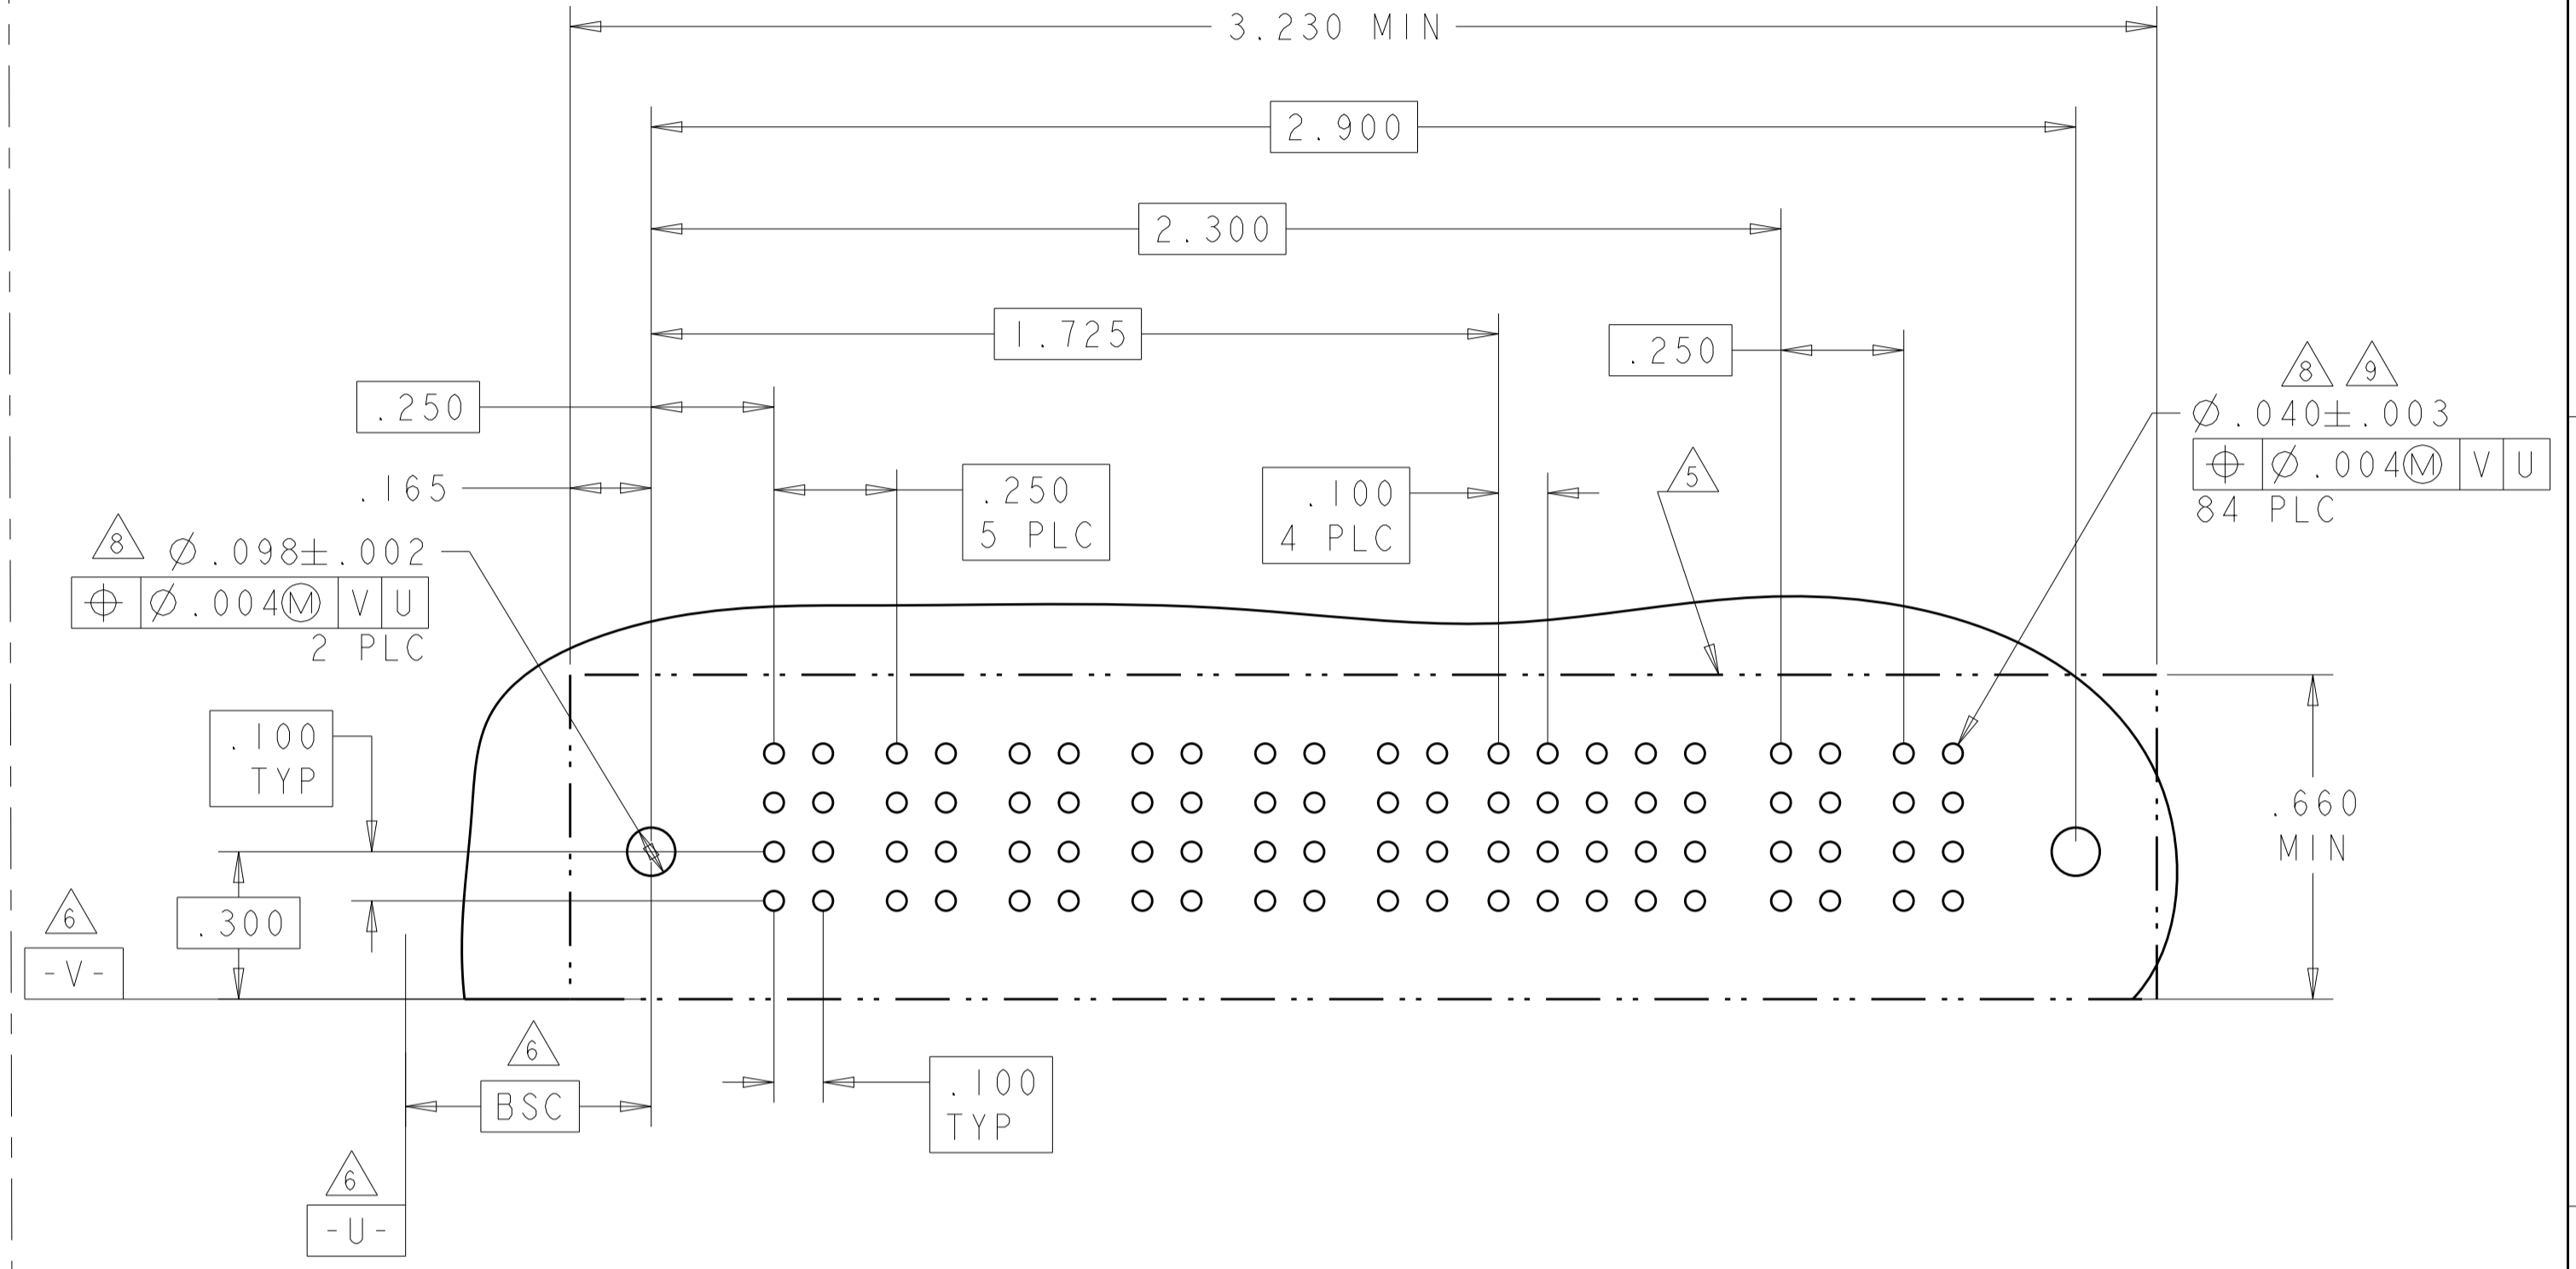 3.230 MIN
2.900
2.300
1.725
.250
.250
8 9
⌀.040±.003
⌖ ⌀.004Ⓜ V U
84 PLC
.165
.250
5 PLC
.100
4 PLC
5
8 ⌀.098±.002
⌖ ⌀.004Ⓜ V U
2 PLC
.100
TYP
.660
MIN
6
.300
-V-
6
BSC
.100
TYP
6
-U-